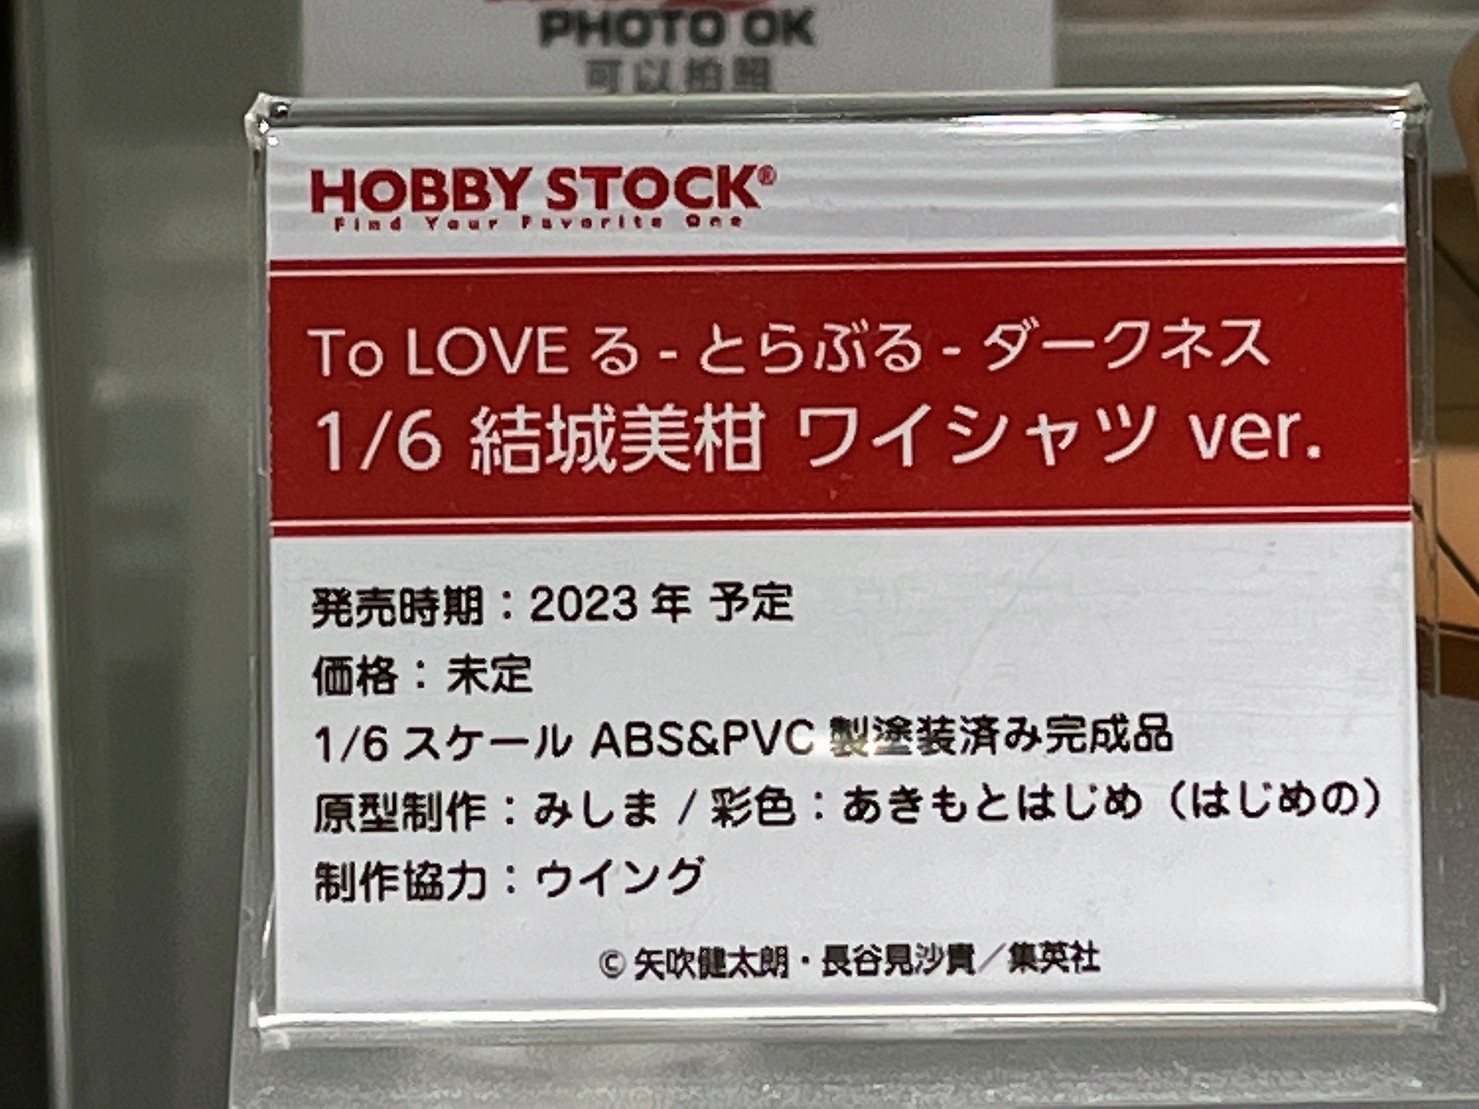 PHOTO OK
可以拍照
HOBBY STOCK®
Find Your Favorite One
To LOVE る - とらぶる - ダークネス
1/6 結城美柑 ワイシャツ ver.
発売時期：2023 年 予定
価格：未定
1/6 スケール ABS&PVC 製塗装済み完成品
原型制作：みしま / 彩色：あきもとはじめ（はじめの）
制作協力：ウイング
© 矢吹健太朗・長谷見沙貴／集英社